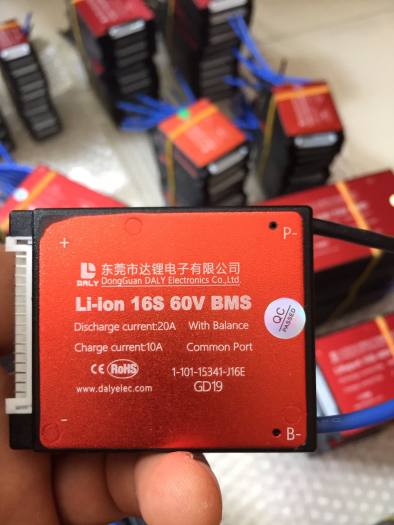 +
P-
DALY
东莞市达锂电子有限公司
DongGuan DALY Electronics Co.,Ltd.
Li-ion 16S 60V BMS
Discharge current:20A With Balance
QC
PASSED
Charge current:10A Common Port
CE RoHS
1-101-15341-J16E
www.dalyelec.com
GD19
-
B-